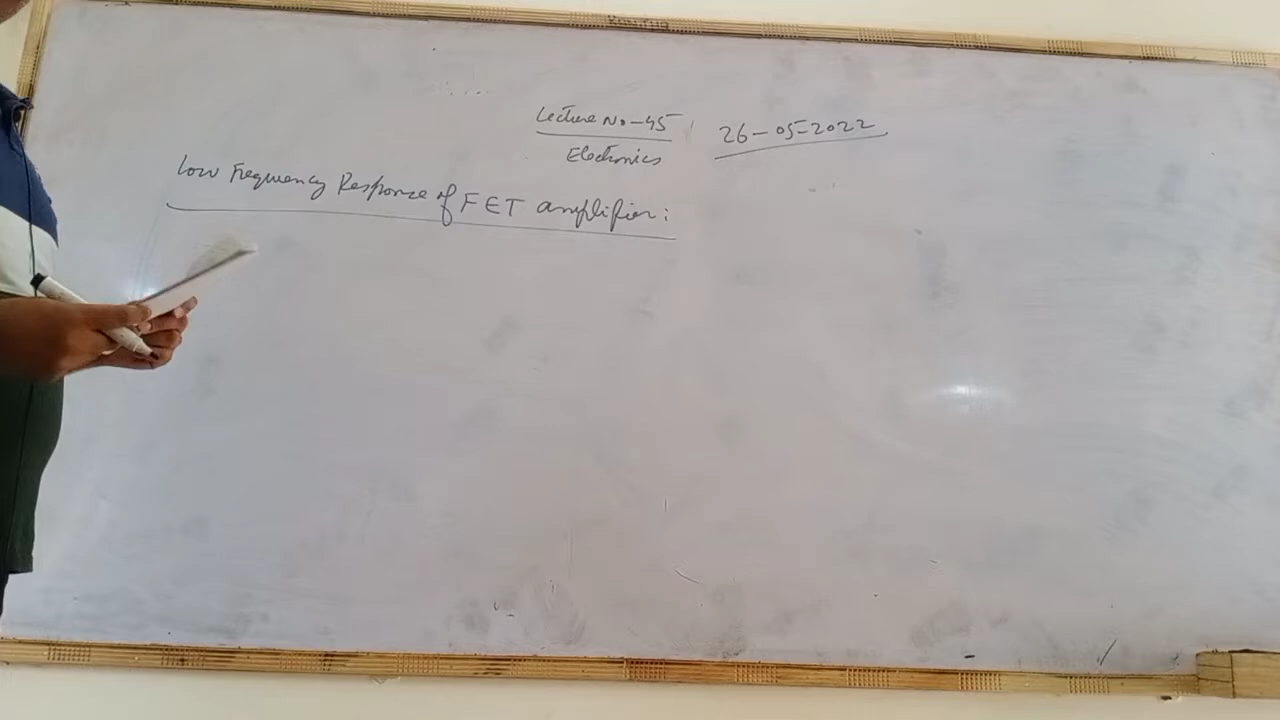 Lecture No-45 26-05-2022
Electronics
Low Frequency Response of FET amplifier: